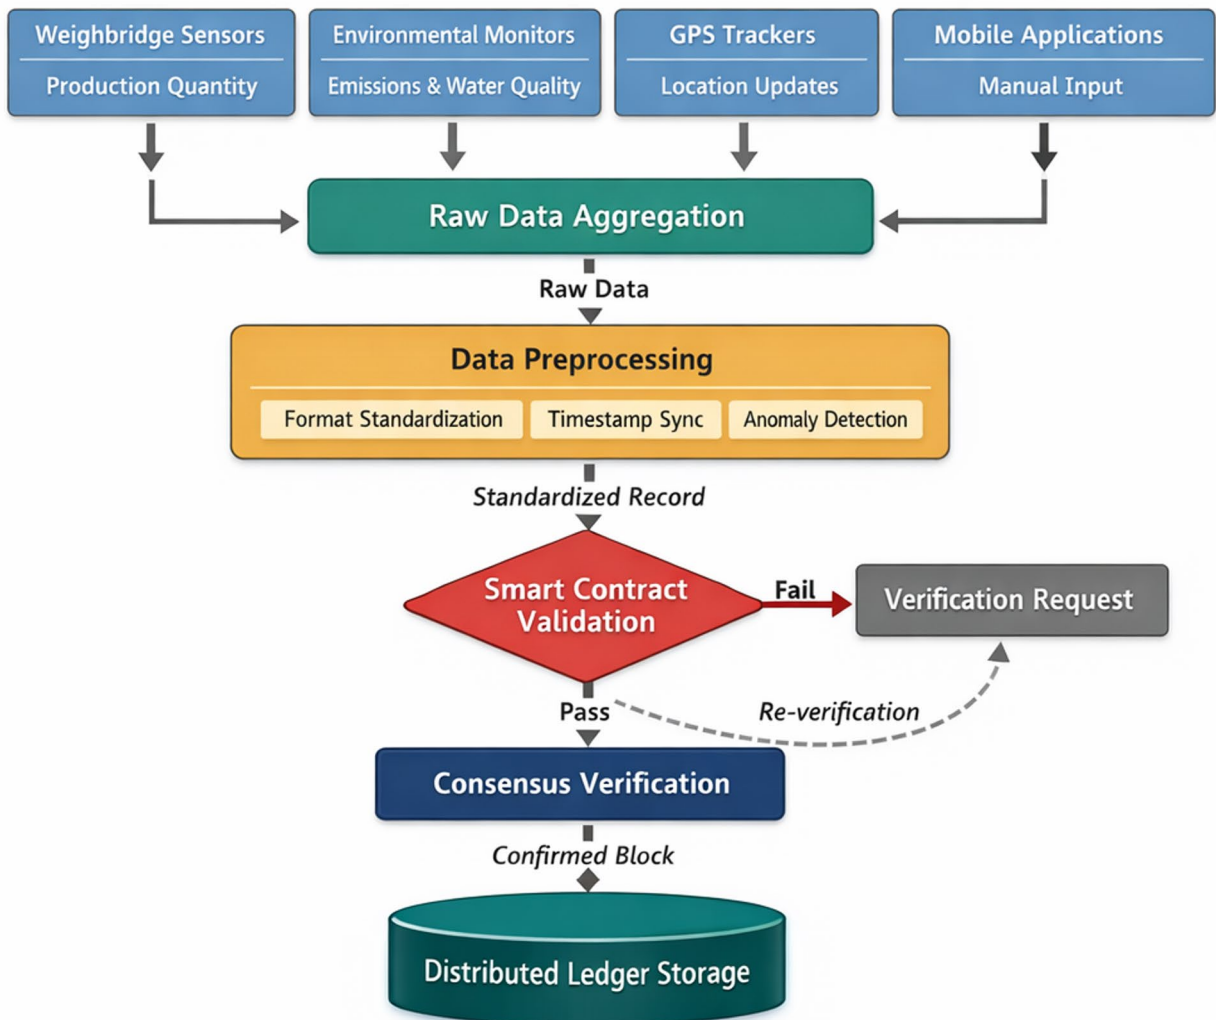 Weighbridge Sensors
Production Quantity
Environmental Monitors
Emissions & Water Quality
GPS Trackers
Location Updates
Mobile Applications
Manual Input
Raw Data Aggregation
Raw Data
Data Preprocessing
Format Standardization
Timestamp Sync
Anomaly Detection
Standardized Record
Smart Contract
Validation
Fail
Verification Request
Pass
Re-verification
Consensus Verification
Confirmed Block
Distributed Ledger Storage